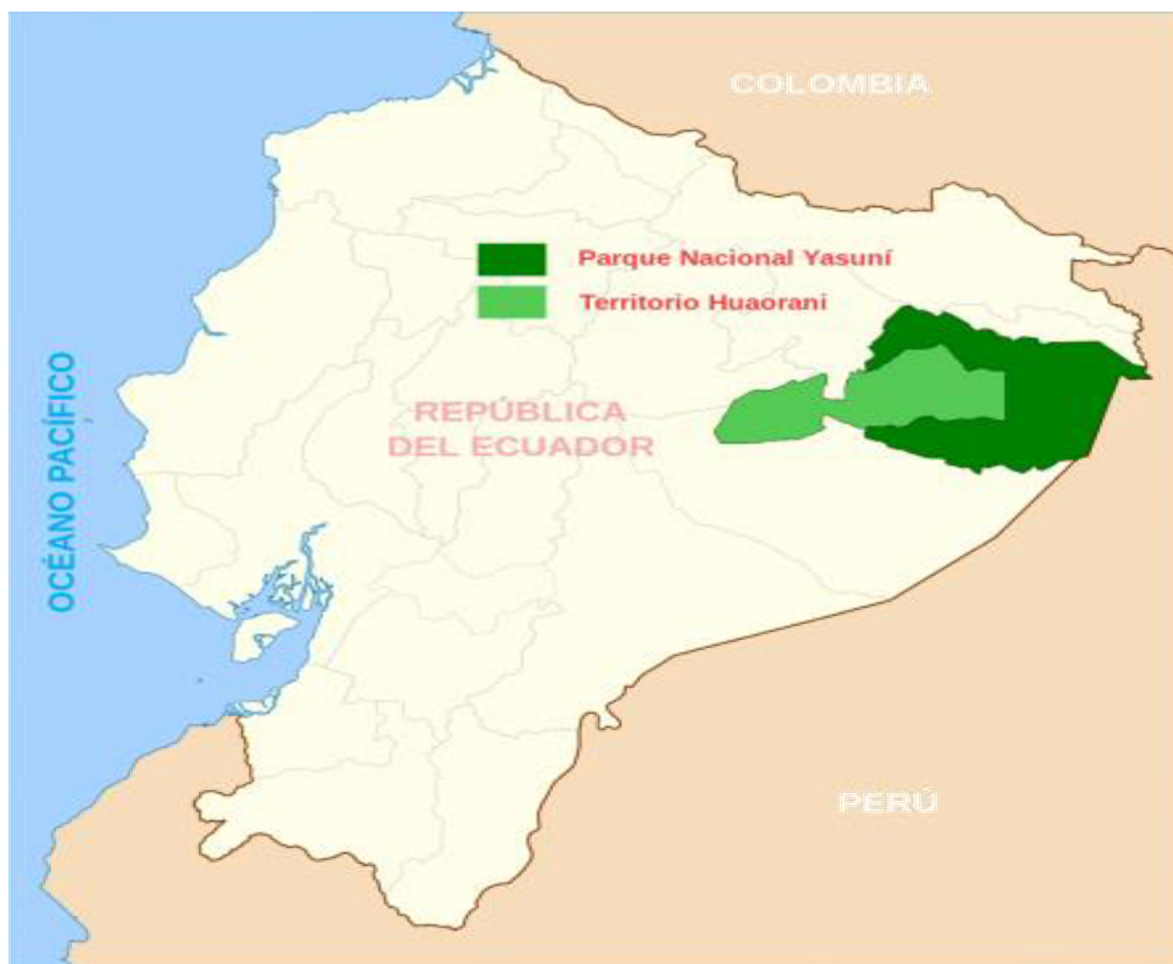 COLOMBIA
Parque Nacional Yasuní
Territorio Huaorani
REPÚBLICA
DEL ECUADOR
OCÉANO PACÍFICO
PERÚ